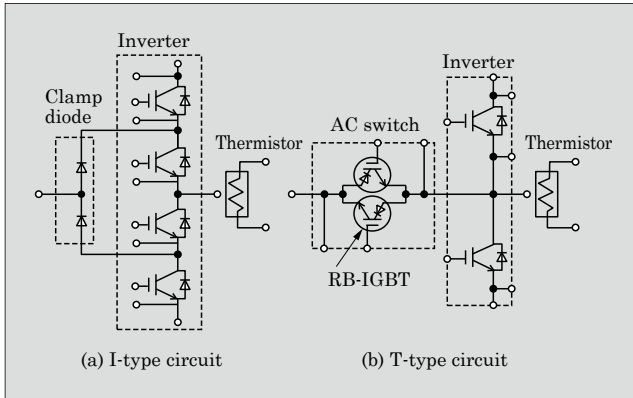 Inverter
Clamp
diode
Thermistor
(a) I-type circuit
Inverter
AC switch
Thermistor
RB-IGBT
(b) T-type circuit